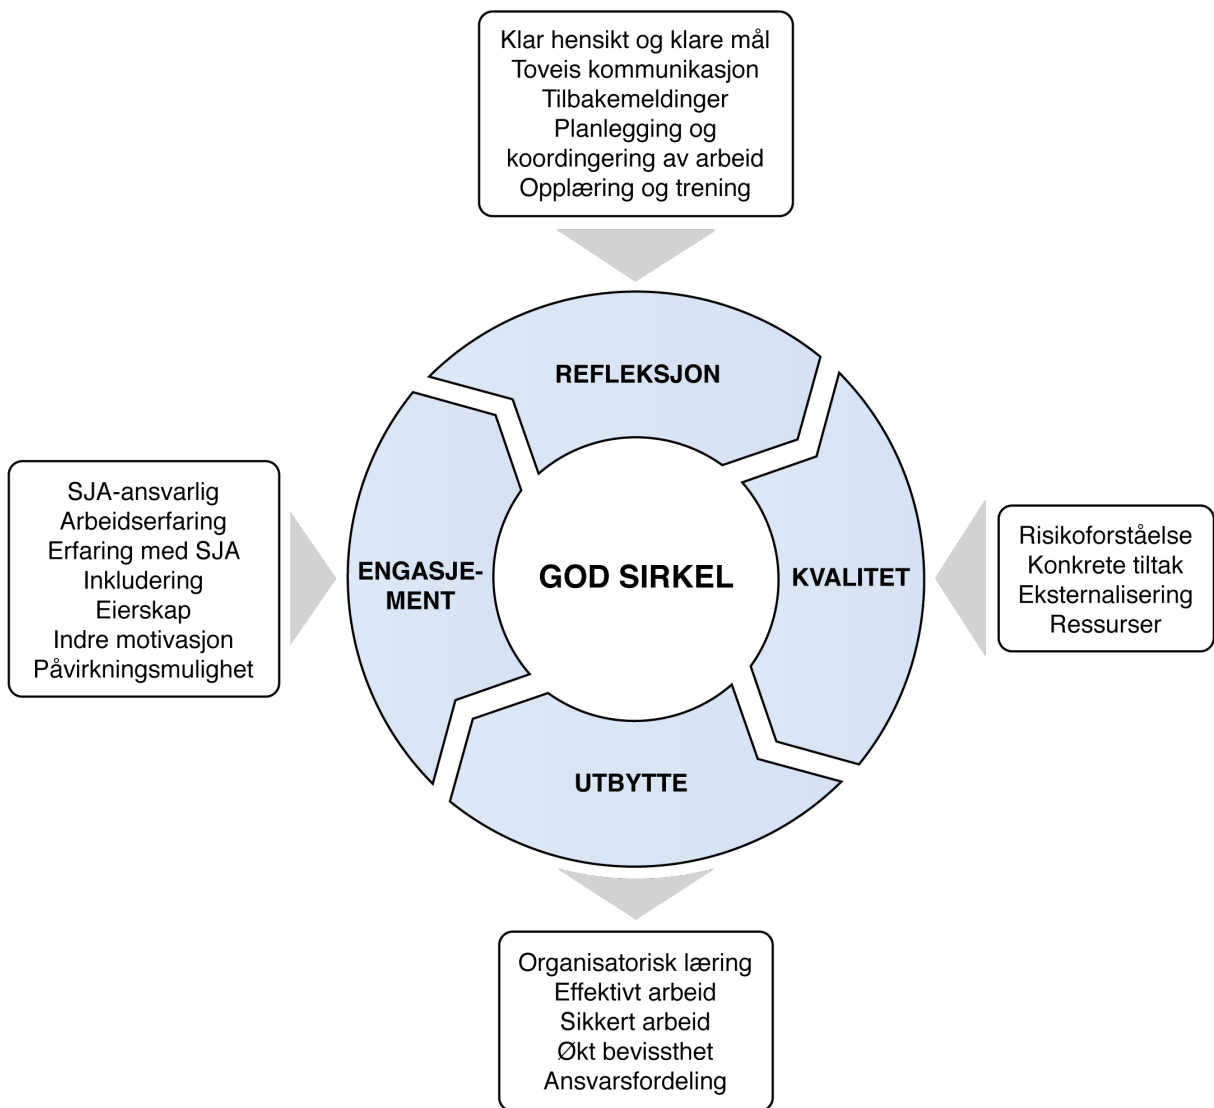 Klar hensikt og klare mål
Toveis kommunikasjon
Tilbakemeldinger
Planlegging og
koordingering av arbeid
Opplæring og trening
REFLEKSJON
SJA-ansvarlig
Arbeidserfaring
Erfaring med SJA
Inkludering
Eierskap
Indre motivasjon
Påvirkningsmulighet
ENGASJE-
MENT
GOD SIRKEL
KVALITET
Risikoforståelse
Konkrete tiltak
Eksternalisering
Ressurser
UTBYTTE
Organisatorisk læring
Effektivt arbeid
Sikkert arbeid
Økt bevissthet
Ansvarsfordeling